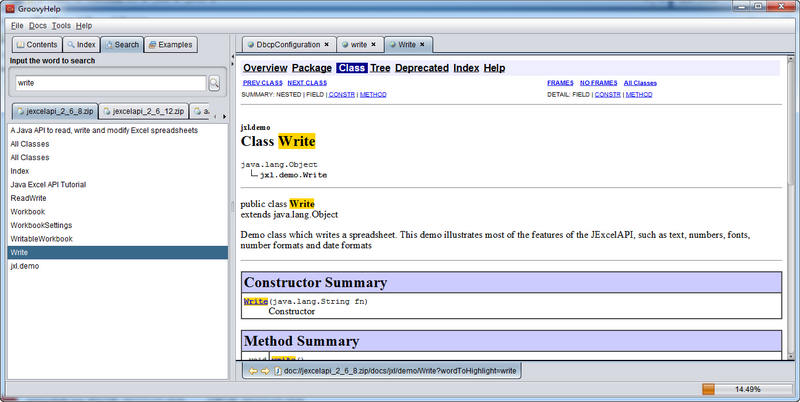 GroovyHelp
File Docs Tools Help
Contents Index Search Examples
Input the word to search
write
jexcelapi_2_6_8.zip jexcelapi_2_6_12.zip
A Java API to read, write and modify Excel spreadsheets
All Classes
All Classes
Index
Java Excel API Tutorial
ReadWrite
Workbook
WorkbookSettings
WritableWorkbook
Write
jxl.demo
DbcpConfiguration write Write
Overview Package Class Tree Deprecated Index Help
PREV CLASS NEXT CLASS FRAMES NO FRAMES All Classes
SUMMARY: NESTED | FIELD | CONSTR | METHOD DETAIL: FIELD | CONSTR | METHOD
jxl.demo
Class Write
java.lang.Object
jxl.demo.Write
public class Write
extends java.lang.Object
Demo class which writes a spreadsheet. This demo illustrates most of the features of the JExcelAPI, such as text, numbers, fonts,
number formats and date formats
Constructor Summary
Write(java.lang.String fn)
Constructor
Method Summary
void write()
doc://jexcelapi_2_6_8.zip/docs/jxl/demo/Write?wordToHighlight=write
14.49%